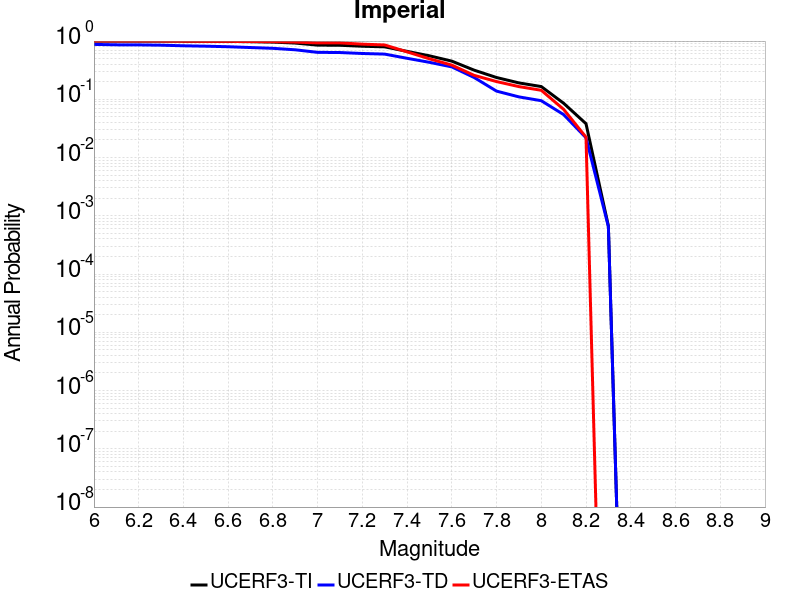 Imperial
10^0
10^-1
10^-2
10^-3
10^-4
10^-5
10^-6
10^-7
10^-8
Annual Probability
6 6.2 6.4 6.6 6.8 7 7.2 7.4 7.6 7.8 8 8.2 8.4 8.6 8.8 9
Magnitude
UCERF3-TI UCERF3-TD UCERF3-ETAS